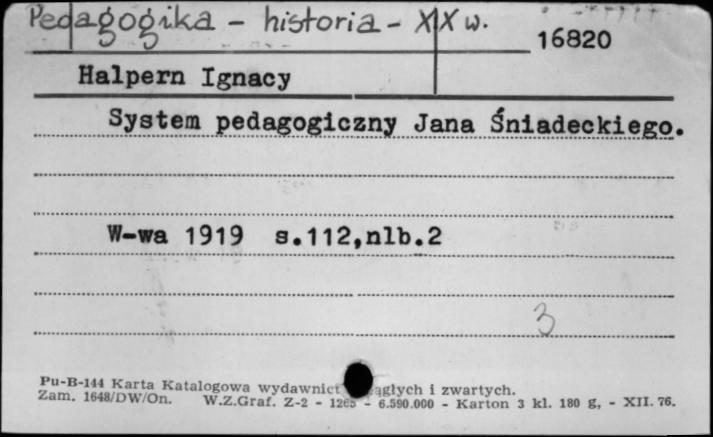 Pedagogika - historia - XIX w.
16820
Halpern Ignacy
System pedagogiczny Jana Śniadeckiego.
W-wa 1919 s.112,nlb.2
3
Pu-B-144 Karta Katalogowa wydawnict i zwartych.
Zam. 1648/DW/On. W.Z.Graf. Z-2 - 1265 - 6.590.000 - Karton 3 kl. 180 g, - XII. 76.